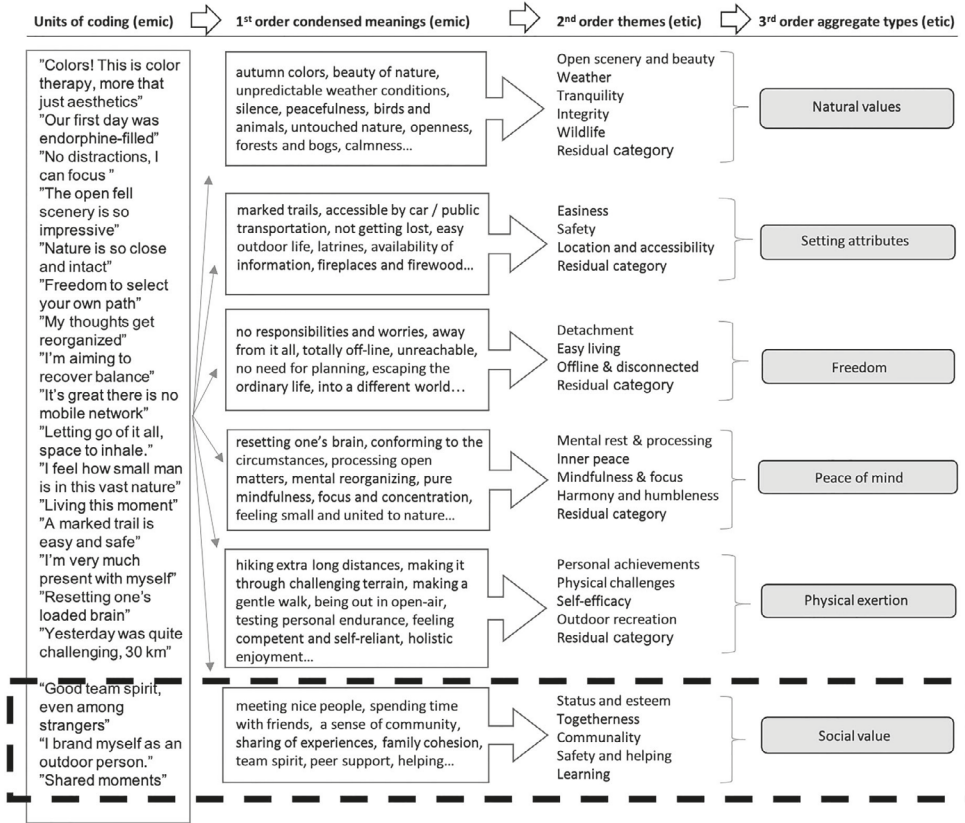 Units of coding (emic)
1st order condensed meanings (emic)
2nd order themes (etic)
3rd order aggregate types (etic)
"Colors! This is color
therapy, more that
just aesthetics"
"Our first day was
endorphine-filled"
"No distractions, I
can focus "
"The open fell
scenery is so
impressive"
"Nature is so close
and intact"
"Freedom to select
your own path"
"My thoughts get
reorganized"
"I'm aiming to
recover balance"
"It's great there is no
mobile network"
"Letting go of it all,
space to inhale."
"I feel how small man
is in this vast nature"
"Living this moment"
"A marked trail is
easy and safe"
"I'm very much
present with myself"
"Resetting one's
loaded brain"
"Yesterday was quite
challenging, 30 km"
"Good team spirit,
even among
strangers"
"I brand myself as an
outdoor person."
"Shared moments"
autumn colors, beauty of nature,
unpredictable weather conditions,
silence, peacefulness, birds and
animals, untouched nature, openness,
forests and bogs, calmness...
Open scenery and beauty
Weather
Tranquility
Integrity
Wildlife
Residual category
Natural values
marked trails, accessible by car / public
transportation, not getting lost, easy
outdoor life, latrines, availability of
information, fireplaces and firewood...
Easiness
Safety
Location and accessibility
Residual category
Setting attributes
no responsibilities and worries, away
from it all, totally off-line, unreachable,
no need for planning, escaping the
ordinary life, into a different world...
Detachment
Easy living
Offline & disconnected
Residual category
Freedom
resetting one's brain, conforming to the
circumstances, processing open
matters, mental reorganizing, pure
mindfulness, focus and concentration,
feeling small and united to nature...
Mental rest & processing
Inner peace
Mindfulness & focus
Harmony and humbleness
Residual category
Peace of mind
hiking extra long distances, making it
through challenging terrain, making a
gentle walk, being out in open-air,
testing personal endurance, feeling
competent and self-reliant, holistic
enjoyment...
Personal achievements
Physical challenges
Self-efficacy
Outdoor recreation
Residual category
Physical exertion
meeting nice people, spending time
with friends, a sense of community,
sharing of experiences, family cohesion,
team spirit, peer support, helping...
Status and esteem
Togetherness
Communality
Safety and helping
Learning
Social value